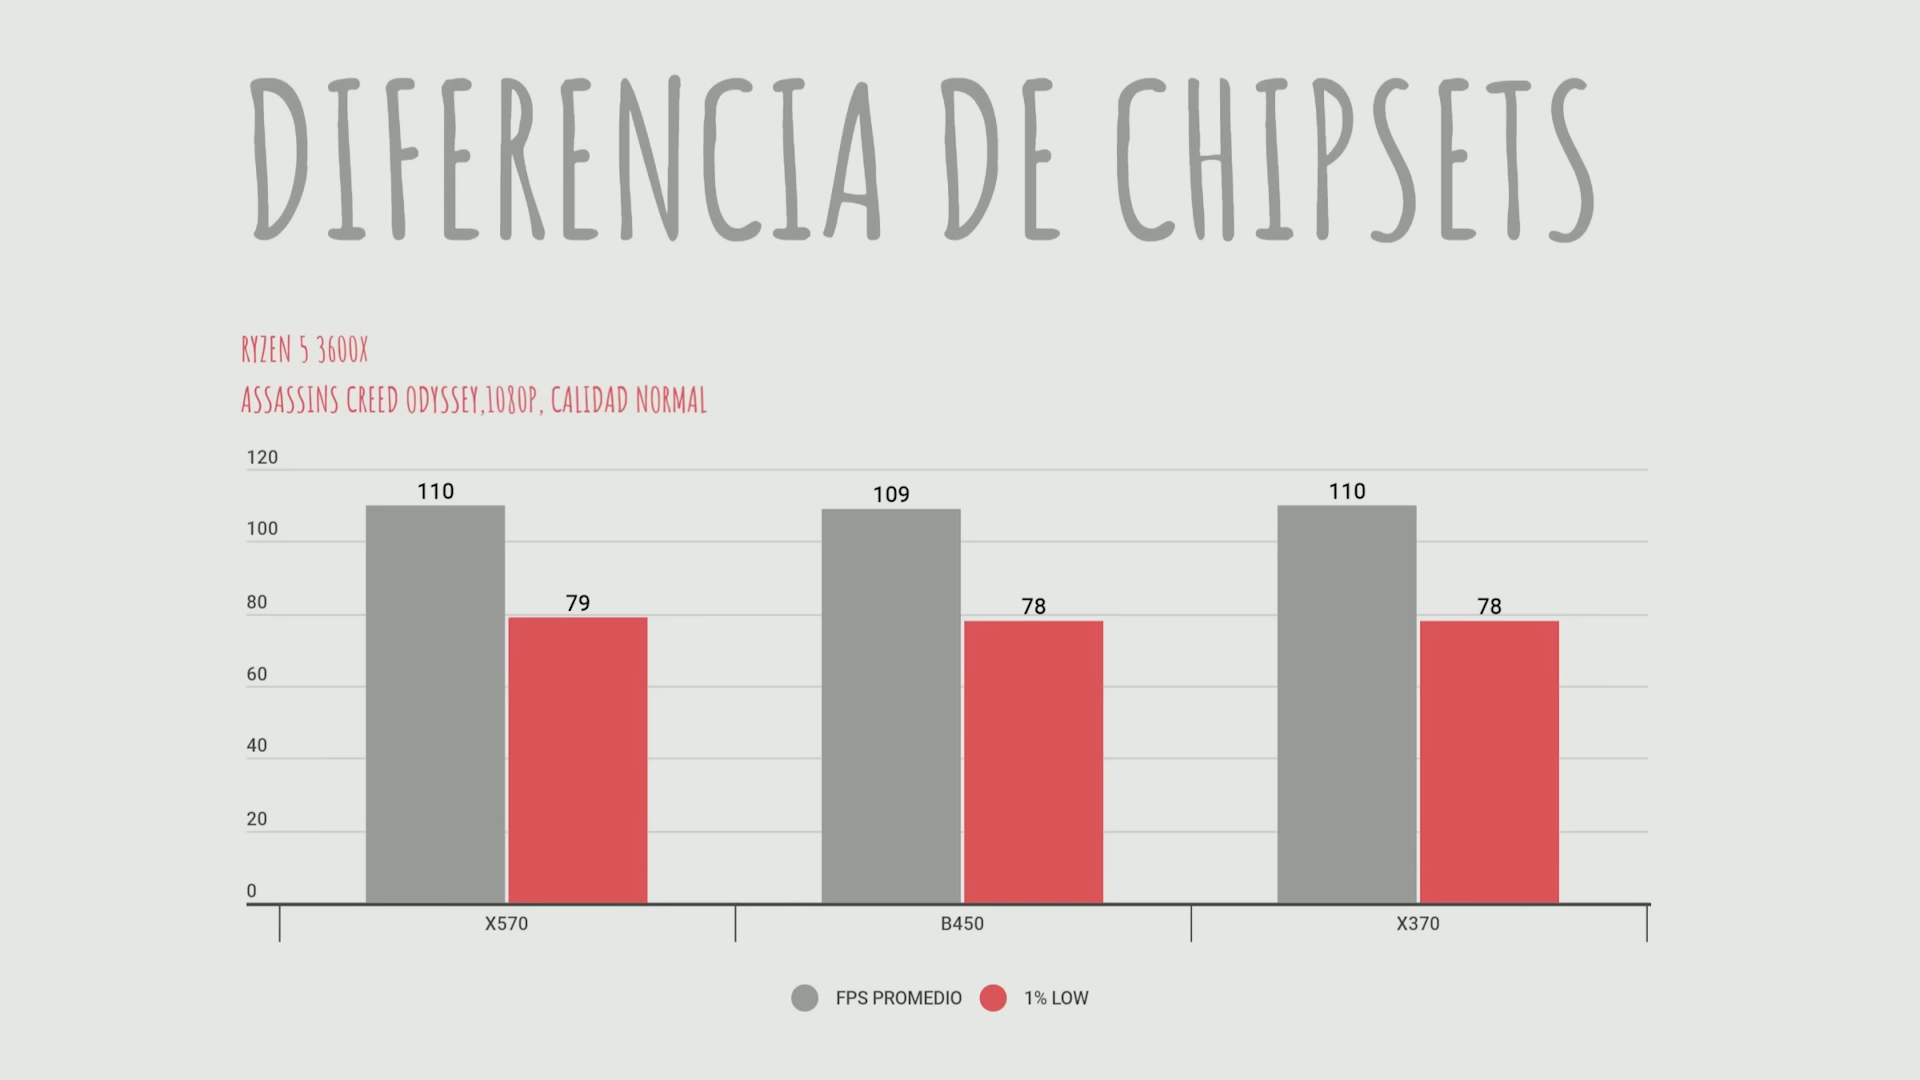 DIFERENCIA DE CHIPSETS
RYZEN 5 3600X
ASSASSINS CREED ODYSSEY,1080P, CALIDAD NORMAL
120
100
80
60
40
20
0
110
79
109
78
110
78
X570
B450
X370
FPS PROMEDIO
1% LOW